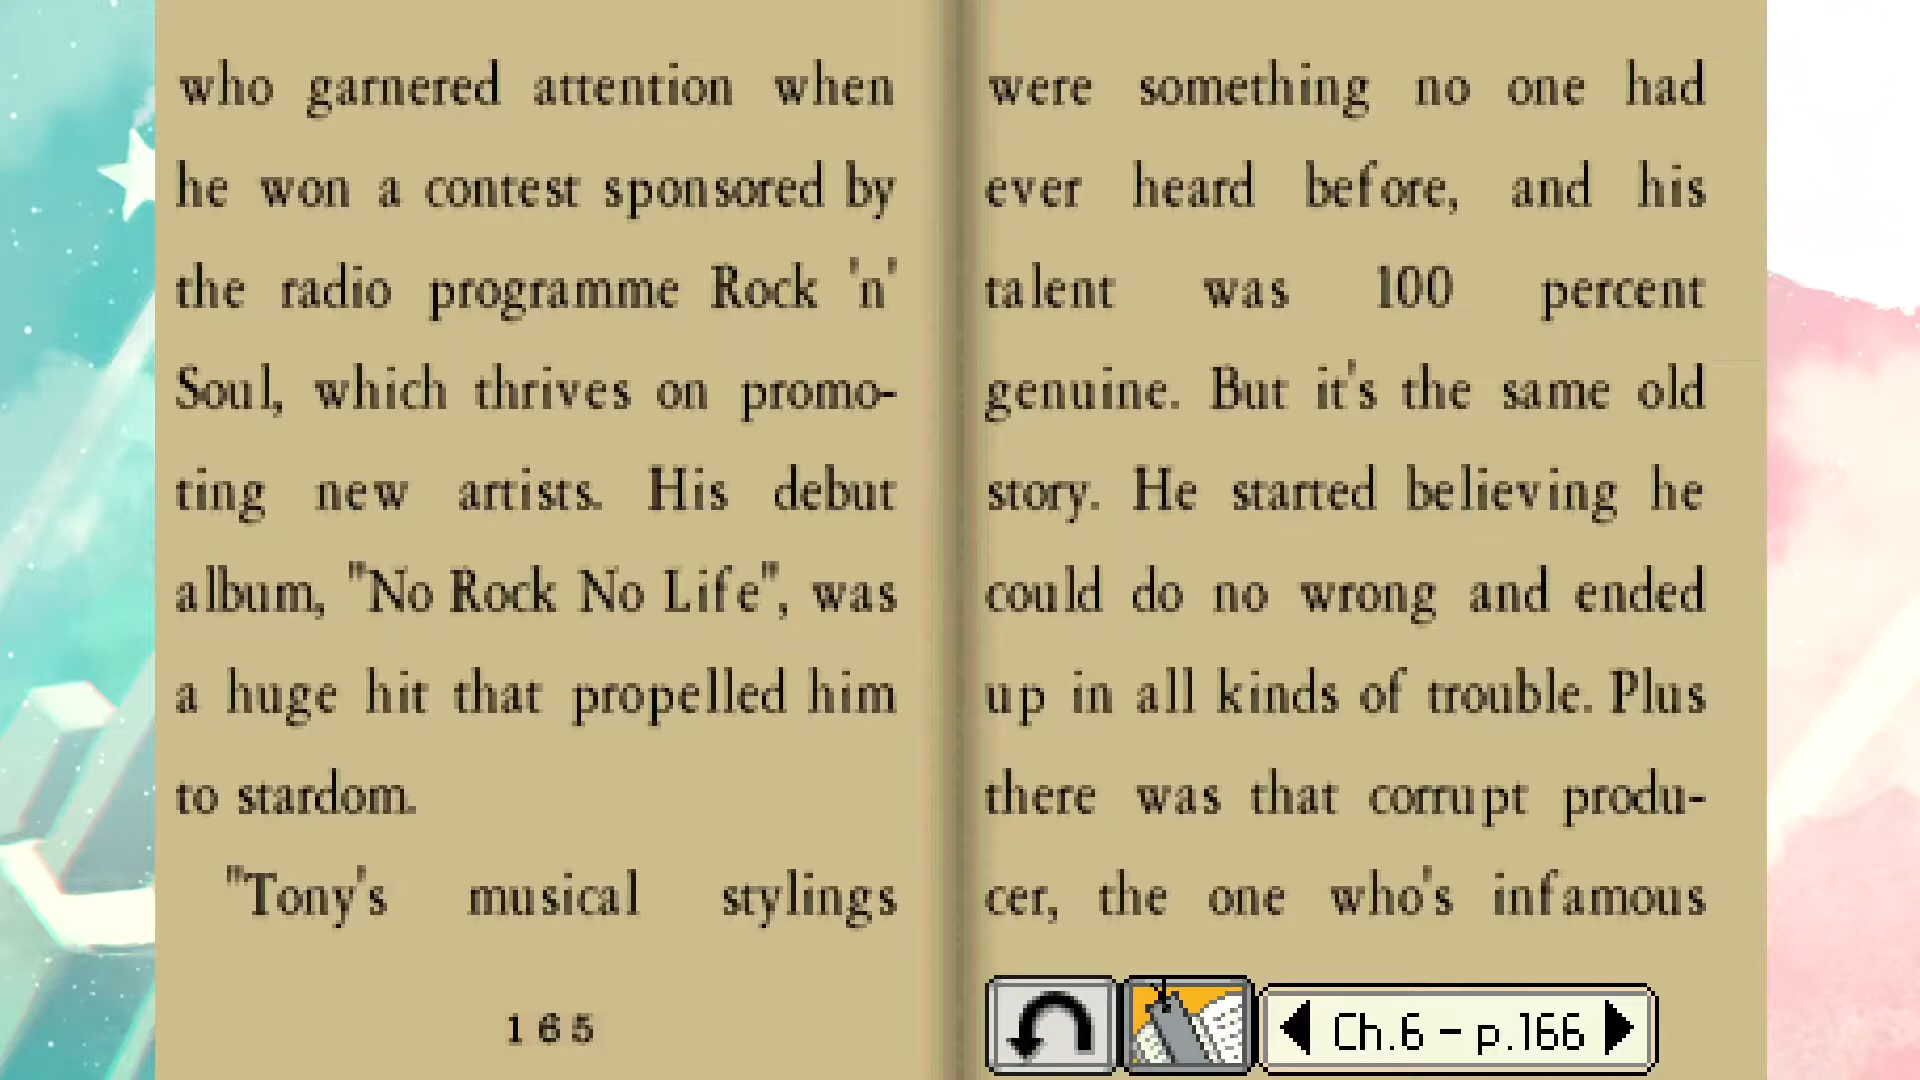 who garnered attention when
he won a contest sponsored by
the radio programme Rock 'n'
Soul, which thrives on promo-
ting new artists. His debut
album, "No Rock No Life", was
a huge hit that propelled him
to stardom.
"Tony's musical stylings
165
were something no one had
ever heard before, and his
talent was 100 percent
genuine. But it's the same old
story. He started believing he
could do no wrong and ended
up in all kinds of trouble. Plus
there was that corrupt produ-
cer, the one who's infamous
Ch.6 - p.166